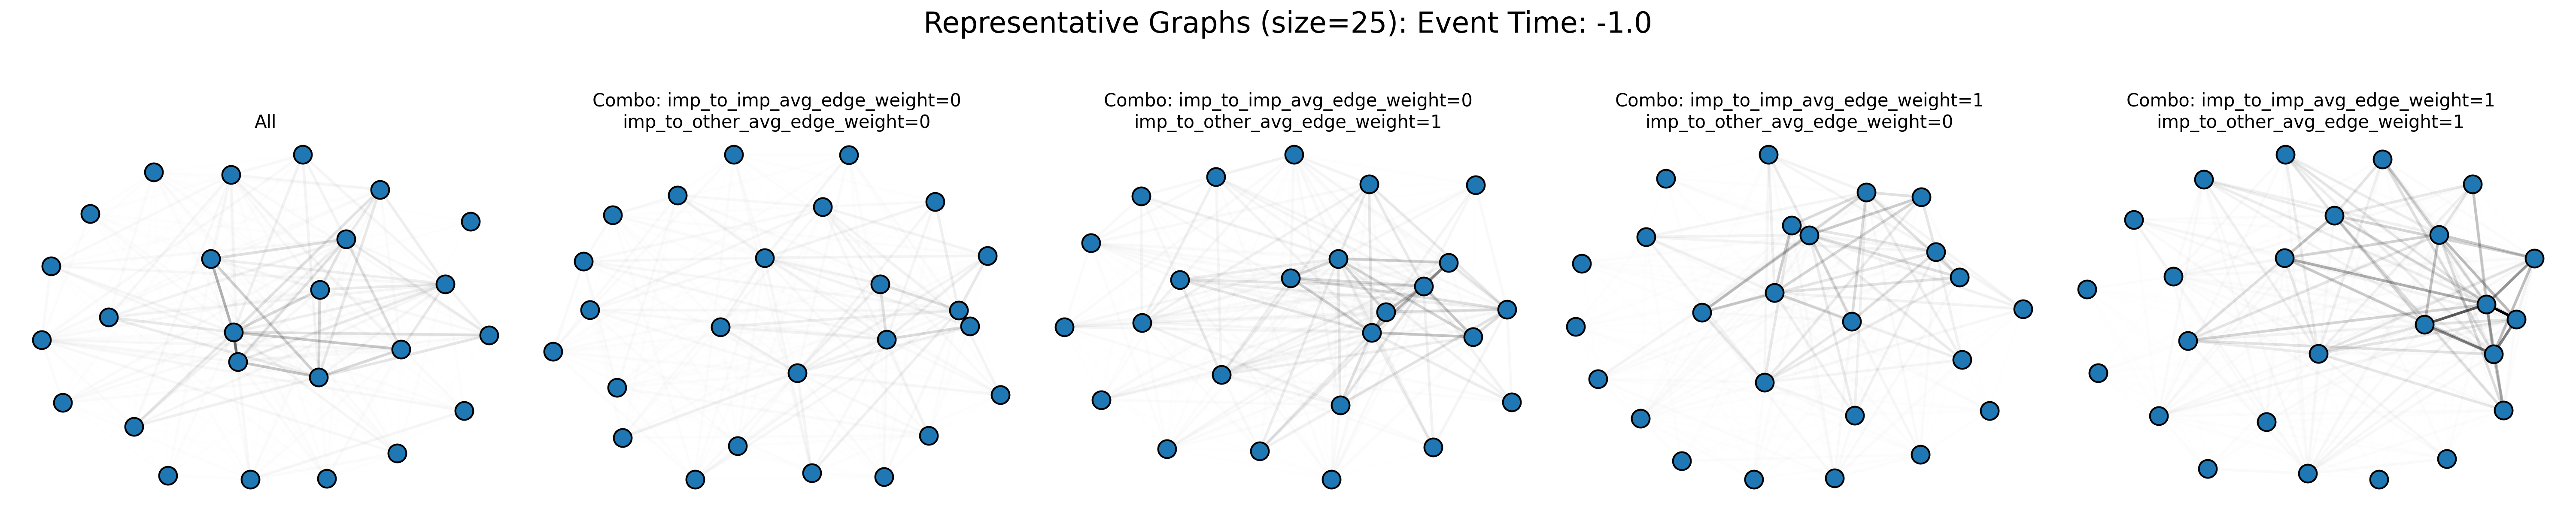 Representative Graphs (size=25): Event Time: -1.0
All
Combo: imp_to_imp_avg_edge_weight=0
imp_to_other_avg_edge_weight=0
Combo: imp_to_imp_avg_edge_weight=0
imp_to_other_avg_edge_weight=1
Combo: imp_to_imp_avg_edge_weight=1
imp_to_other_avg_edge_weight=0
Combo: imp_to_imp_avg_edge_weight=1
imp_to_other_avg_edge_weight=1